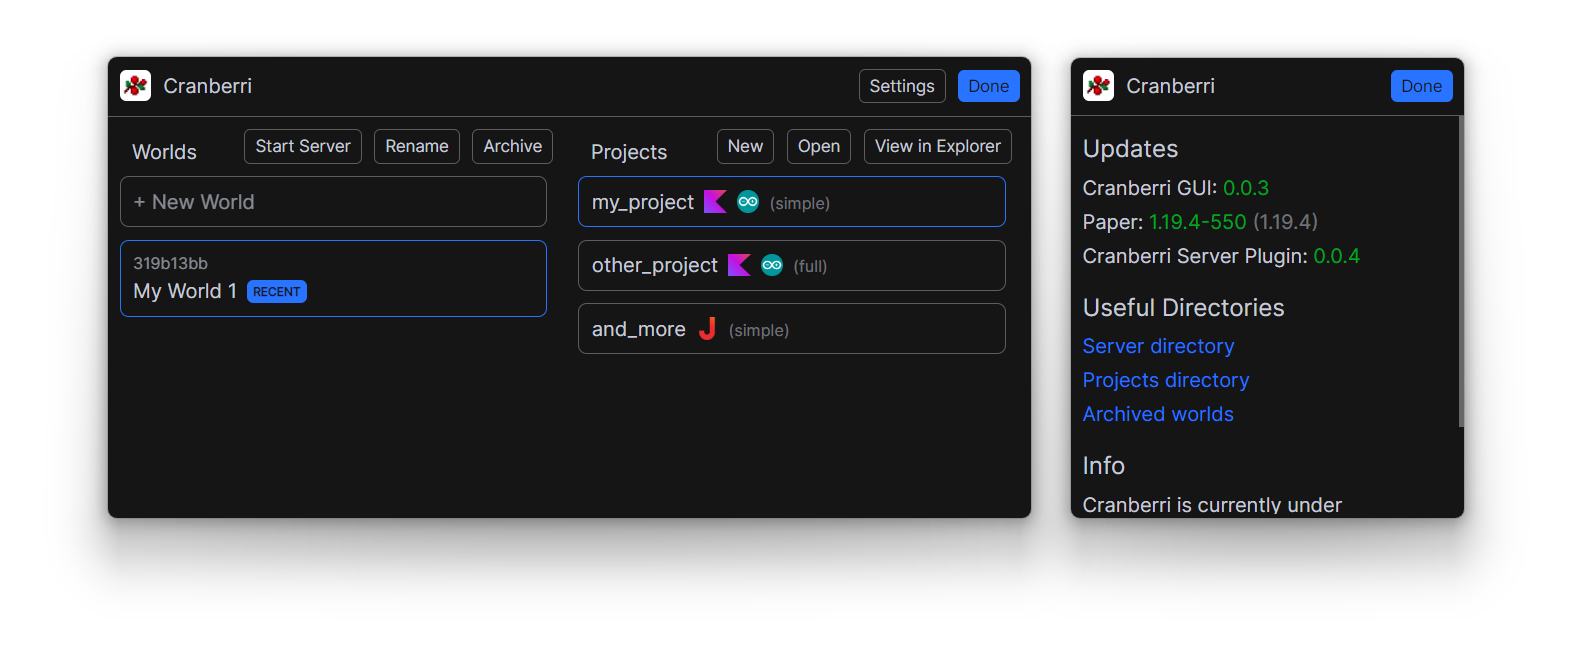 Cranberri
Settings
Done
Worlds
Start Server
Rename
Archive
+ New World
319b13bb
My World 1 RECENT
Projects
New
Open
View in Explorer
my_project (simple)
other_project (full)
and_more (simple)
Cranberri
Done
Updates
Cranberri GUI: 0.0.3
Paper: 1.19.4-550 (1.19.4)
Cranberri Server Plugin: 0.0.4
Useful Directories
Server directory
Projects directory
Archived worlds
Info
Cranberri is currently under